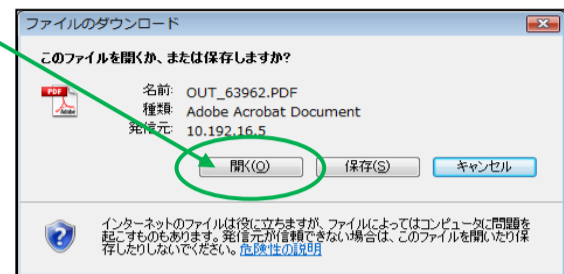 ファイルのダウンロード
このファイルを開くか、または保存しますか?
PDF
Adobe
名前: OUT_63962.PDF
種類: Adobe Acrobat Document
発信元: 10.192.16.5
開く(O) 保存(S) キャンセル
インターネットのファイルは役に立ちますが、ファイルによってはコンピュータに問題を
起こすものもあります。発信元が信頼できない場合は、このファイルを開いたり保
存したりしないでください。危険性の説明